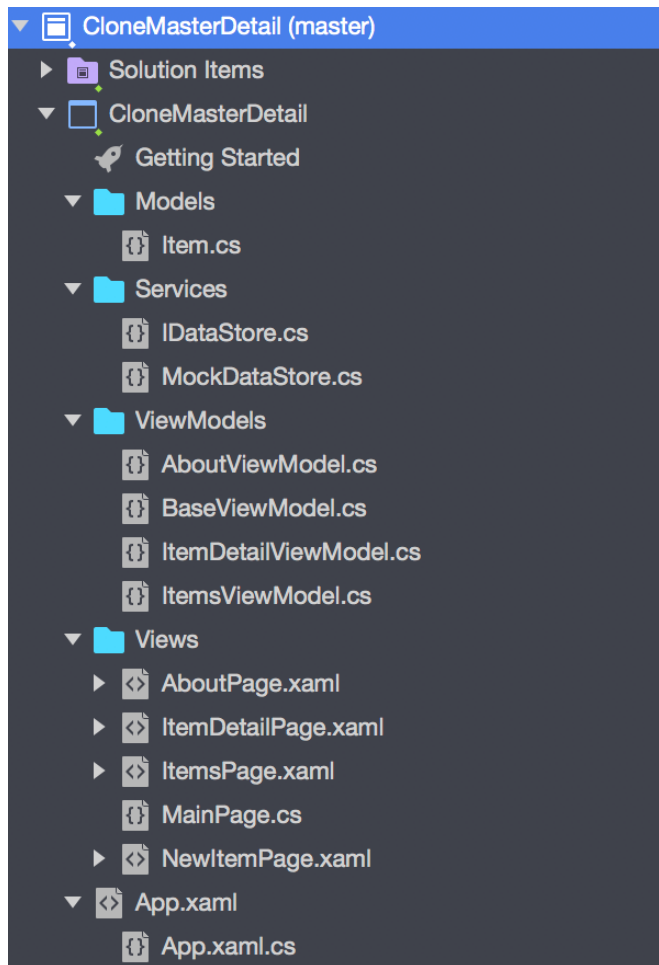 CloneMasterDetail (master)
Solution Items
CloneMasterDetail
Getting Started
Models
Item.cs
Services
IDataStore.cs
MockDataStore.cs
ViewModels
AboutViewModel.cs
BaseViewModel.cs
ItemDetailViewModel.cs
ItemsViewModel.cs
Views
AboutPage.xaml
ItemDetailPage.xaml
ItemsPage.xaml
MainPage.cs
NewItemPage.xaml
App.xaml
App.xaml.cs